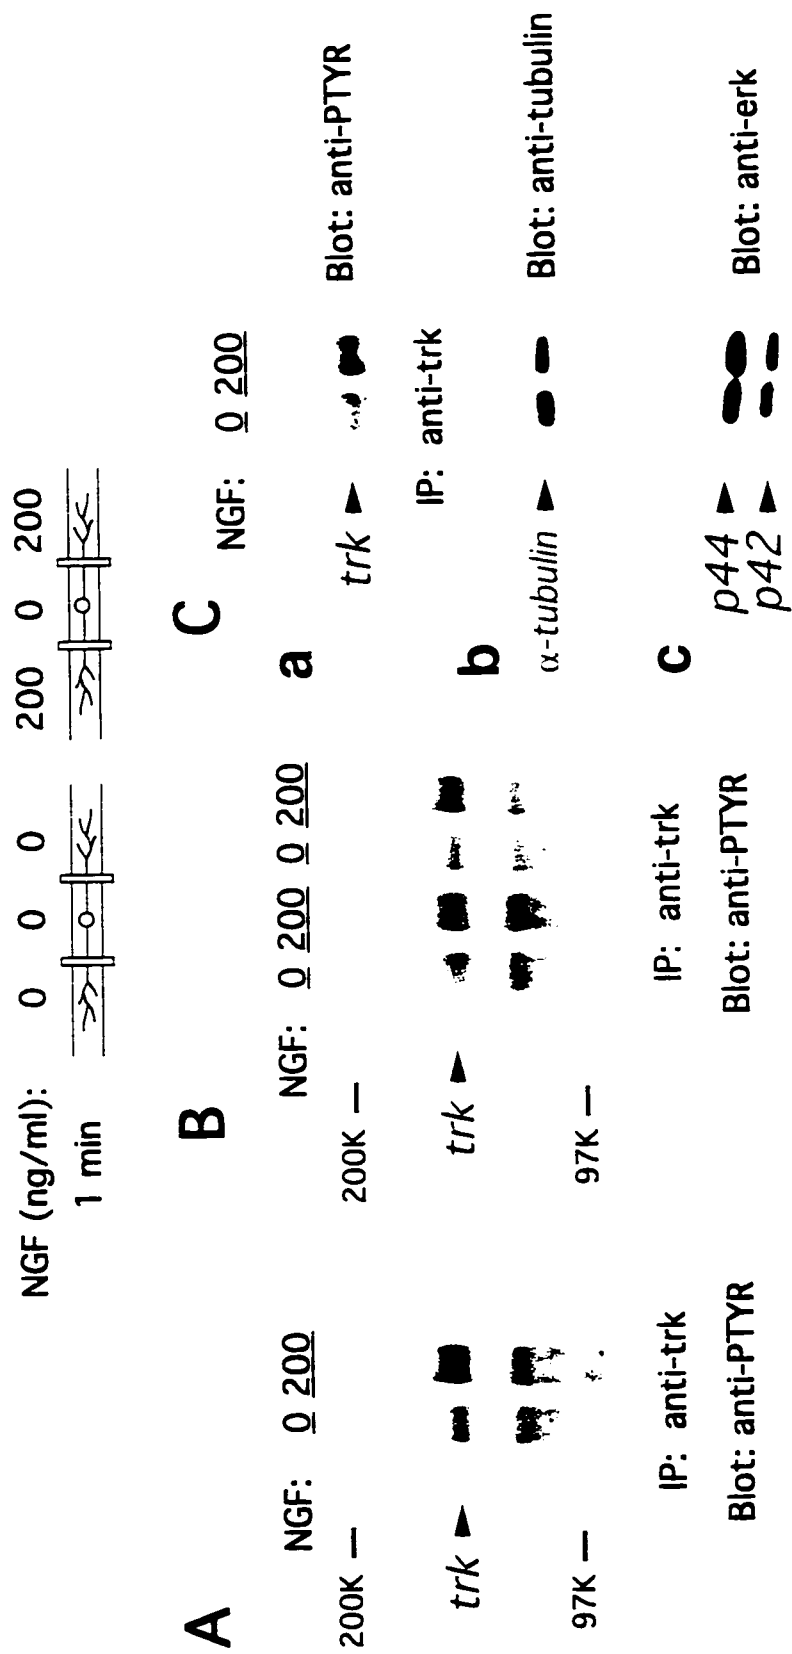 NGF (ng/ml): 0 0 0 200 0 200
1 min
A
NGF: 0 200
200K
trk
97K
IP: anti-trk
Blot: anti-PTYR
B
NGF: 0 200 0 200
200K
trk
97K
IP: anti-trk
Blot: anti-PTYR
C
NGF: 0 200
a
trk
Blot: anti-PTYR
IP: anti-trk
b
α-tubulin
Blot: anti-tubulin
c
p44
p42
Blot: anti-erk